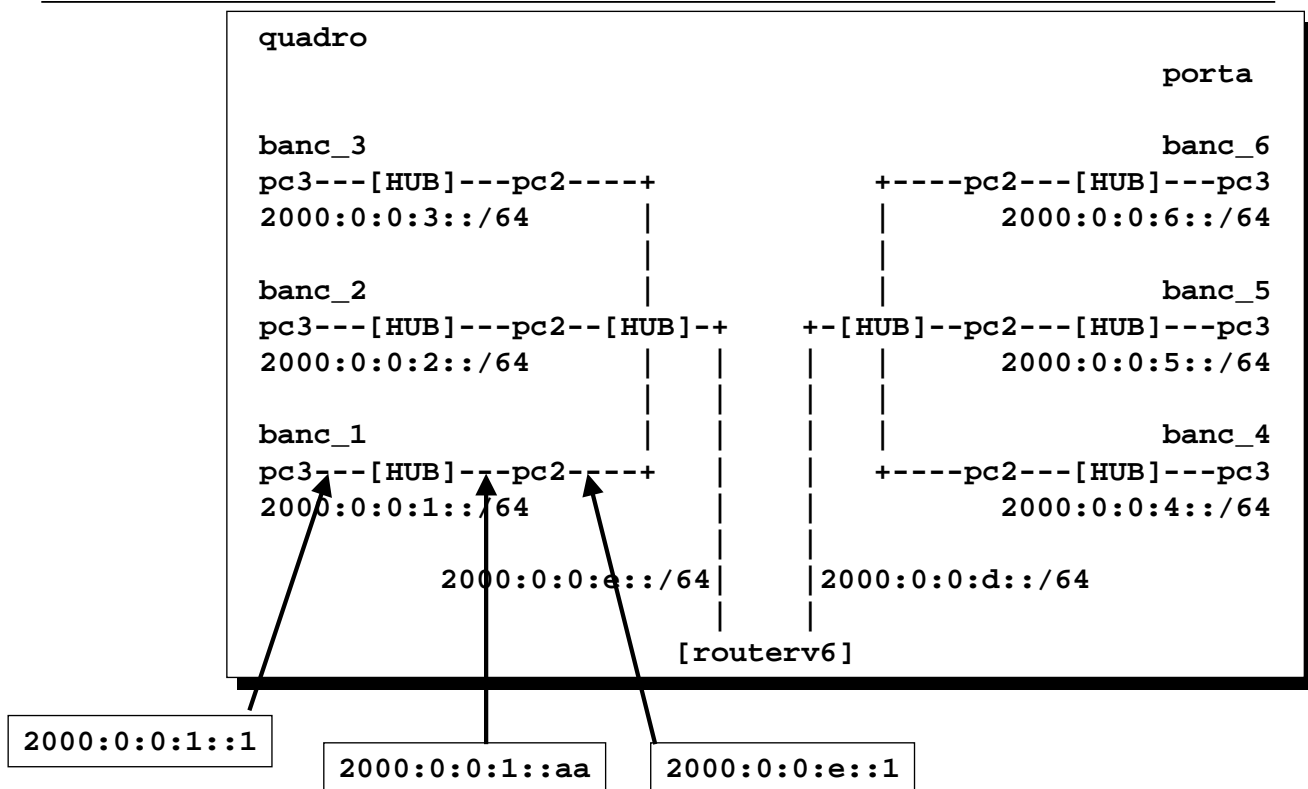 quadro
porta
banc_3 banc_6
pc3---[HUB]---pc2----+ +----pc2---[HUB]---pc3
2000:0:0:3::/64 | | 2000:0:0:6::/64
| |
banc_2 | | banc_5
pc3---[HUB]---pc2--[HUB]-+ +-[HUB]--pc2---[HUB]---pc3
2000:0:0:2::/64 | | | | 2000:0:0:5::/64
| | | |
banc_1 | | | | banc_4
pc3---[HUB]---pc2----+ | | +----pc2---[HUB]---pc3
2000:0:0:1::/64 | | 2000:0:0:4::/64
| |
2000:0:0:e::/64| |2000:0:0:d::/64
| |
[routerv6]
2000:0:0:1::1
2000:0:0:1::aa
2000:0:0:e::1